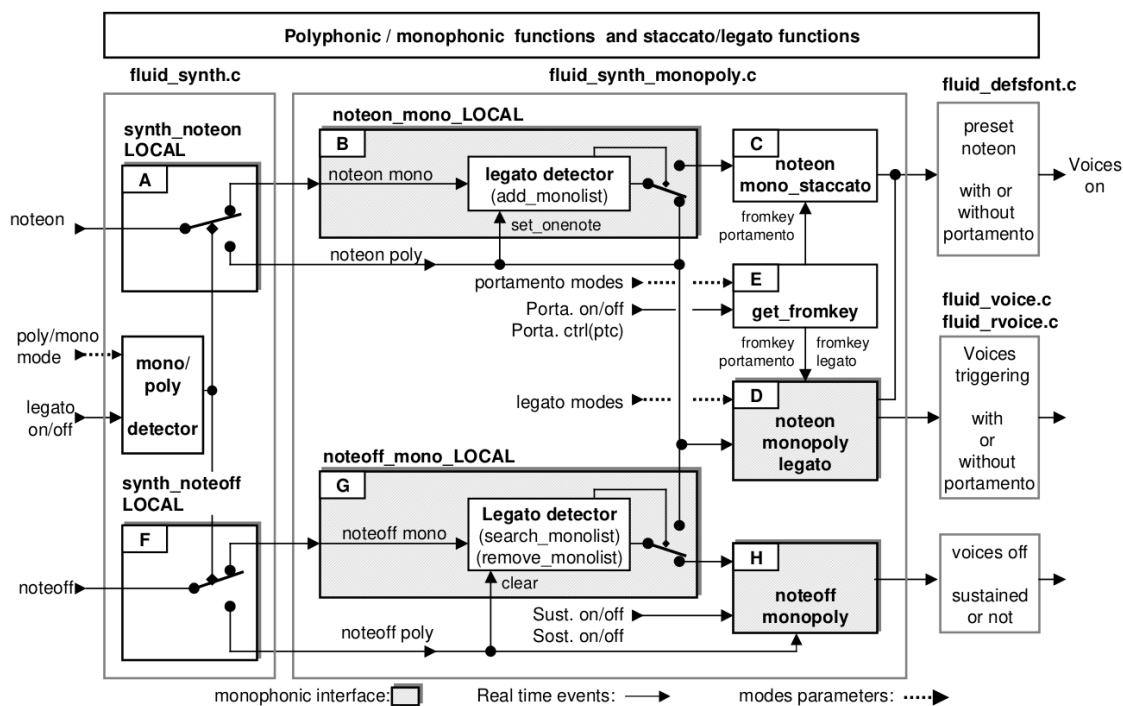 Polyphonic / monophonic functions and staccato/legato functions
fluid_synth.c
fluid_synth_monopoly.c
fluid_defsfont.c
synth_noteon
LOCAL
A
noteon
noteon_mono_LOCAL
B
noteon mono
legato detector
(add_monolist)
set_onenote
noteon poly
C
noteon
mono_staccato
preset
noteon
with or
without
portamento
Voices
on
fromkey
portamento
portamento modes
Porta. on/off
Porta. ctrl(ptc)
E
get_fromkey
fromkey
portamento
fromkey
legato
poly/mono
mode
legato
on/off
mono/
poly
detector
legato modes
D
noteon
monopoly
legato
fluid_voice.c
fluid_rvoice.c
Voices
triggering
with
or
without
portamento
synth_noteoff
LOCAL
F
noteoff
noteoff_mono_LOCAL
G
noteoff mono
Legato detector
(search_monolist)
(remove_monolist)
clear
noteoff poly
Sust. on/off
Sost. on/off
H
noteoff
monopoly
voices off
sustained
or not
monophonic interface:
Real time events:
modes parameters: